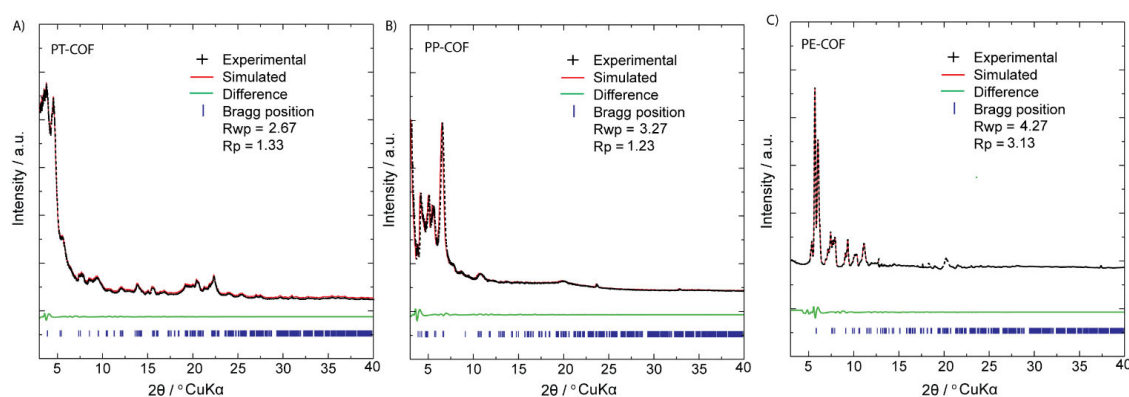 A)
PT-COF
Experimental
Simulated
Difference
Bragg position
Rwp = 2.67
Rp = 1.33
Intensity / a.u.
5 10 15 20 25 30 35 40
2θ / °CuKα
B)
PP-COF
Experimental
Simulated
Difference
Bragg position
Rwp = 3.27
Rp = 1.23
Intensity / a.u.
5 10 15 20 25 30 35 40
2θ / °CuKα
C)
PE-COF
Experimental
Simulated
Difference
Bragg position
Rwp = 4.27
Rp = 3.13
Intensity / a.u.
5 10 15 20 25 30 35 40
2θ / °CuKα